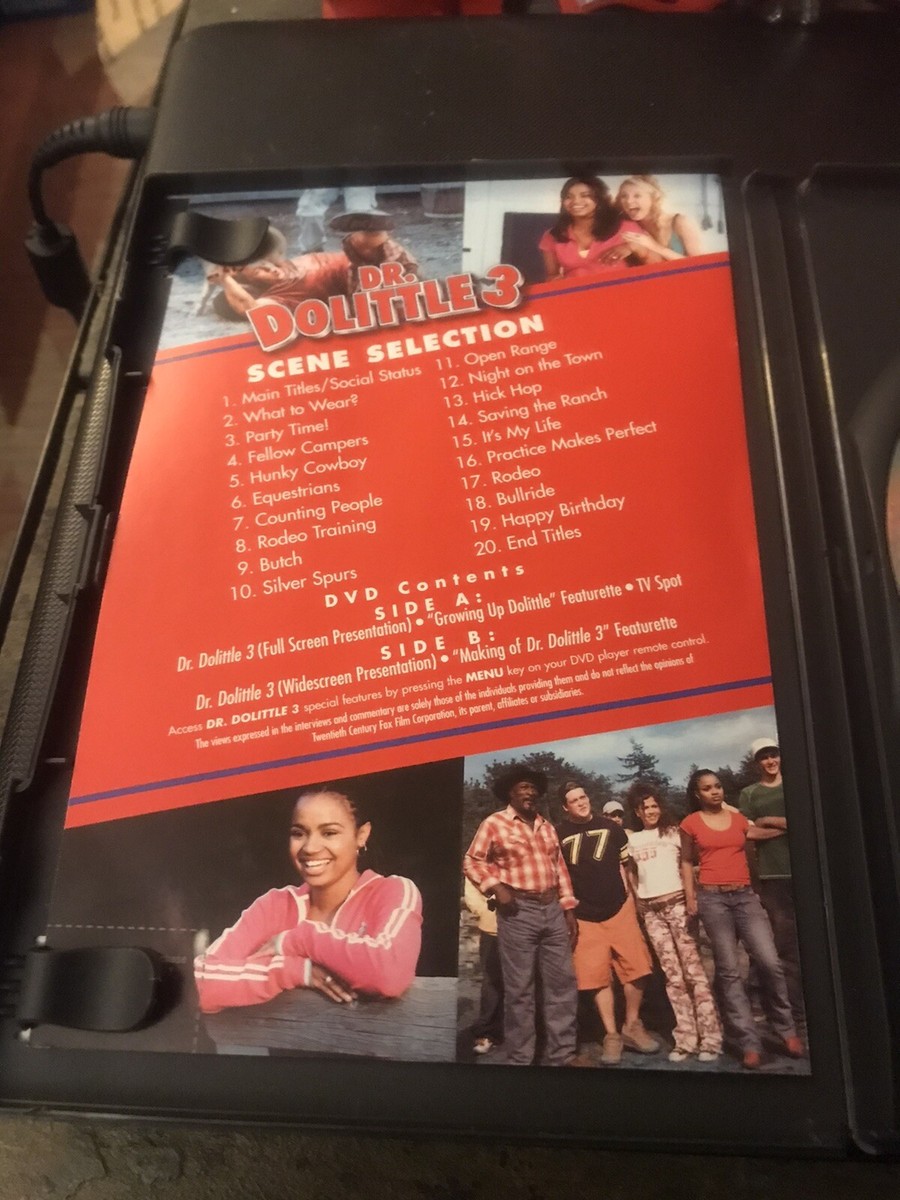 DR.
DOLITTLE 3
SCENE SELECTION
1. Main Titles/Social Status
2. What to Wear?
3. Party Time!
4. Fellow Campers
5. Hunky Cowboy
6. Equestrians
7. Counting People
8. Rodeo Training
9. Butch
10. Silver Spurs
11. Open Range
12. Night on the Town
13. Hick Hop
14. Saving the Ranch
15. It's My Life
16. Practice Makes Perfect
17. Rodeo
18. Bullride
19. Happy Birthday
20. End Titles
DVD Contents
SIDE A:
Dr. Dolittle 3 (Full Screen Presentation) • "Growing Up Dolittle" Featurette • TV Spot
SIDE B:
Dr. Dolittle 3 (Widescreen Presentation) • "Making of Dr. Dolittle 3" Featurette
Access DR. DOLITTLE 3 special features by pressing the MENU key on your DVD player remote control.
The views expressed in the interviews and commentary are solely those of the individuals providing them and do not reflect the opinions of
Twentieth Century Fox Film Corporation, its parent, affiliates or subsidiaries.
77